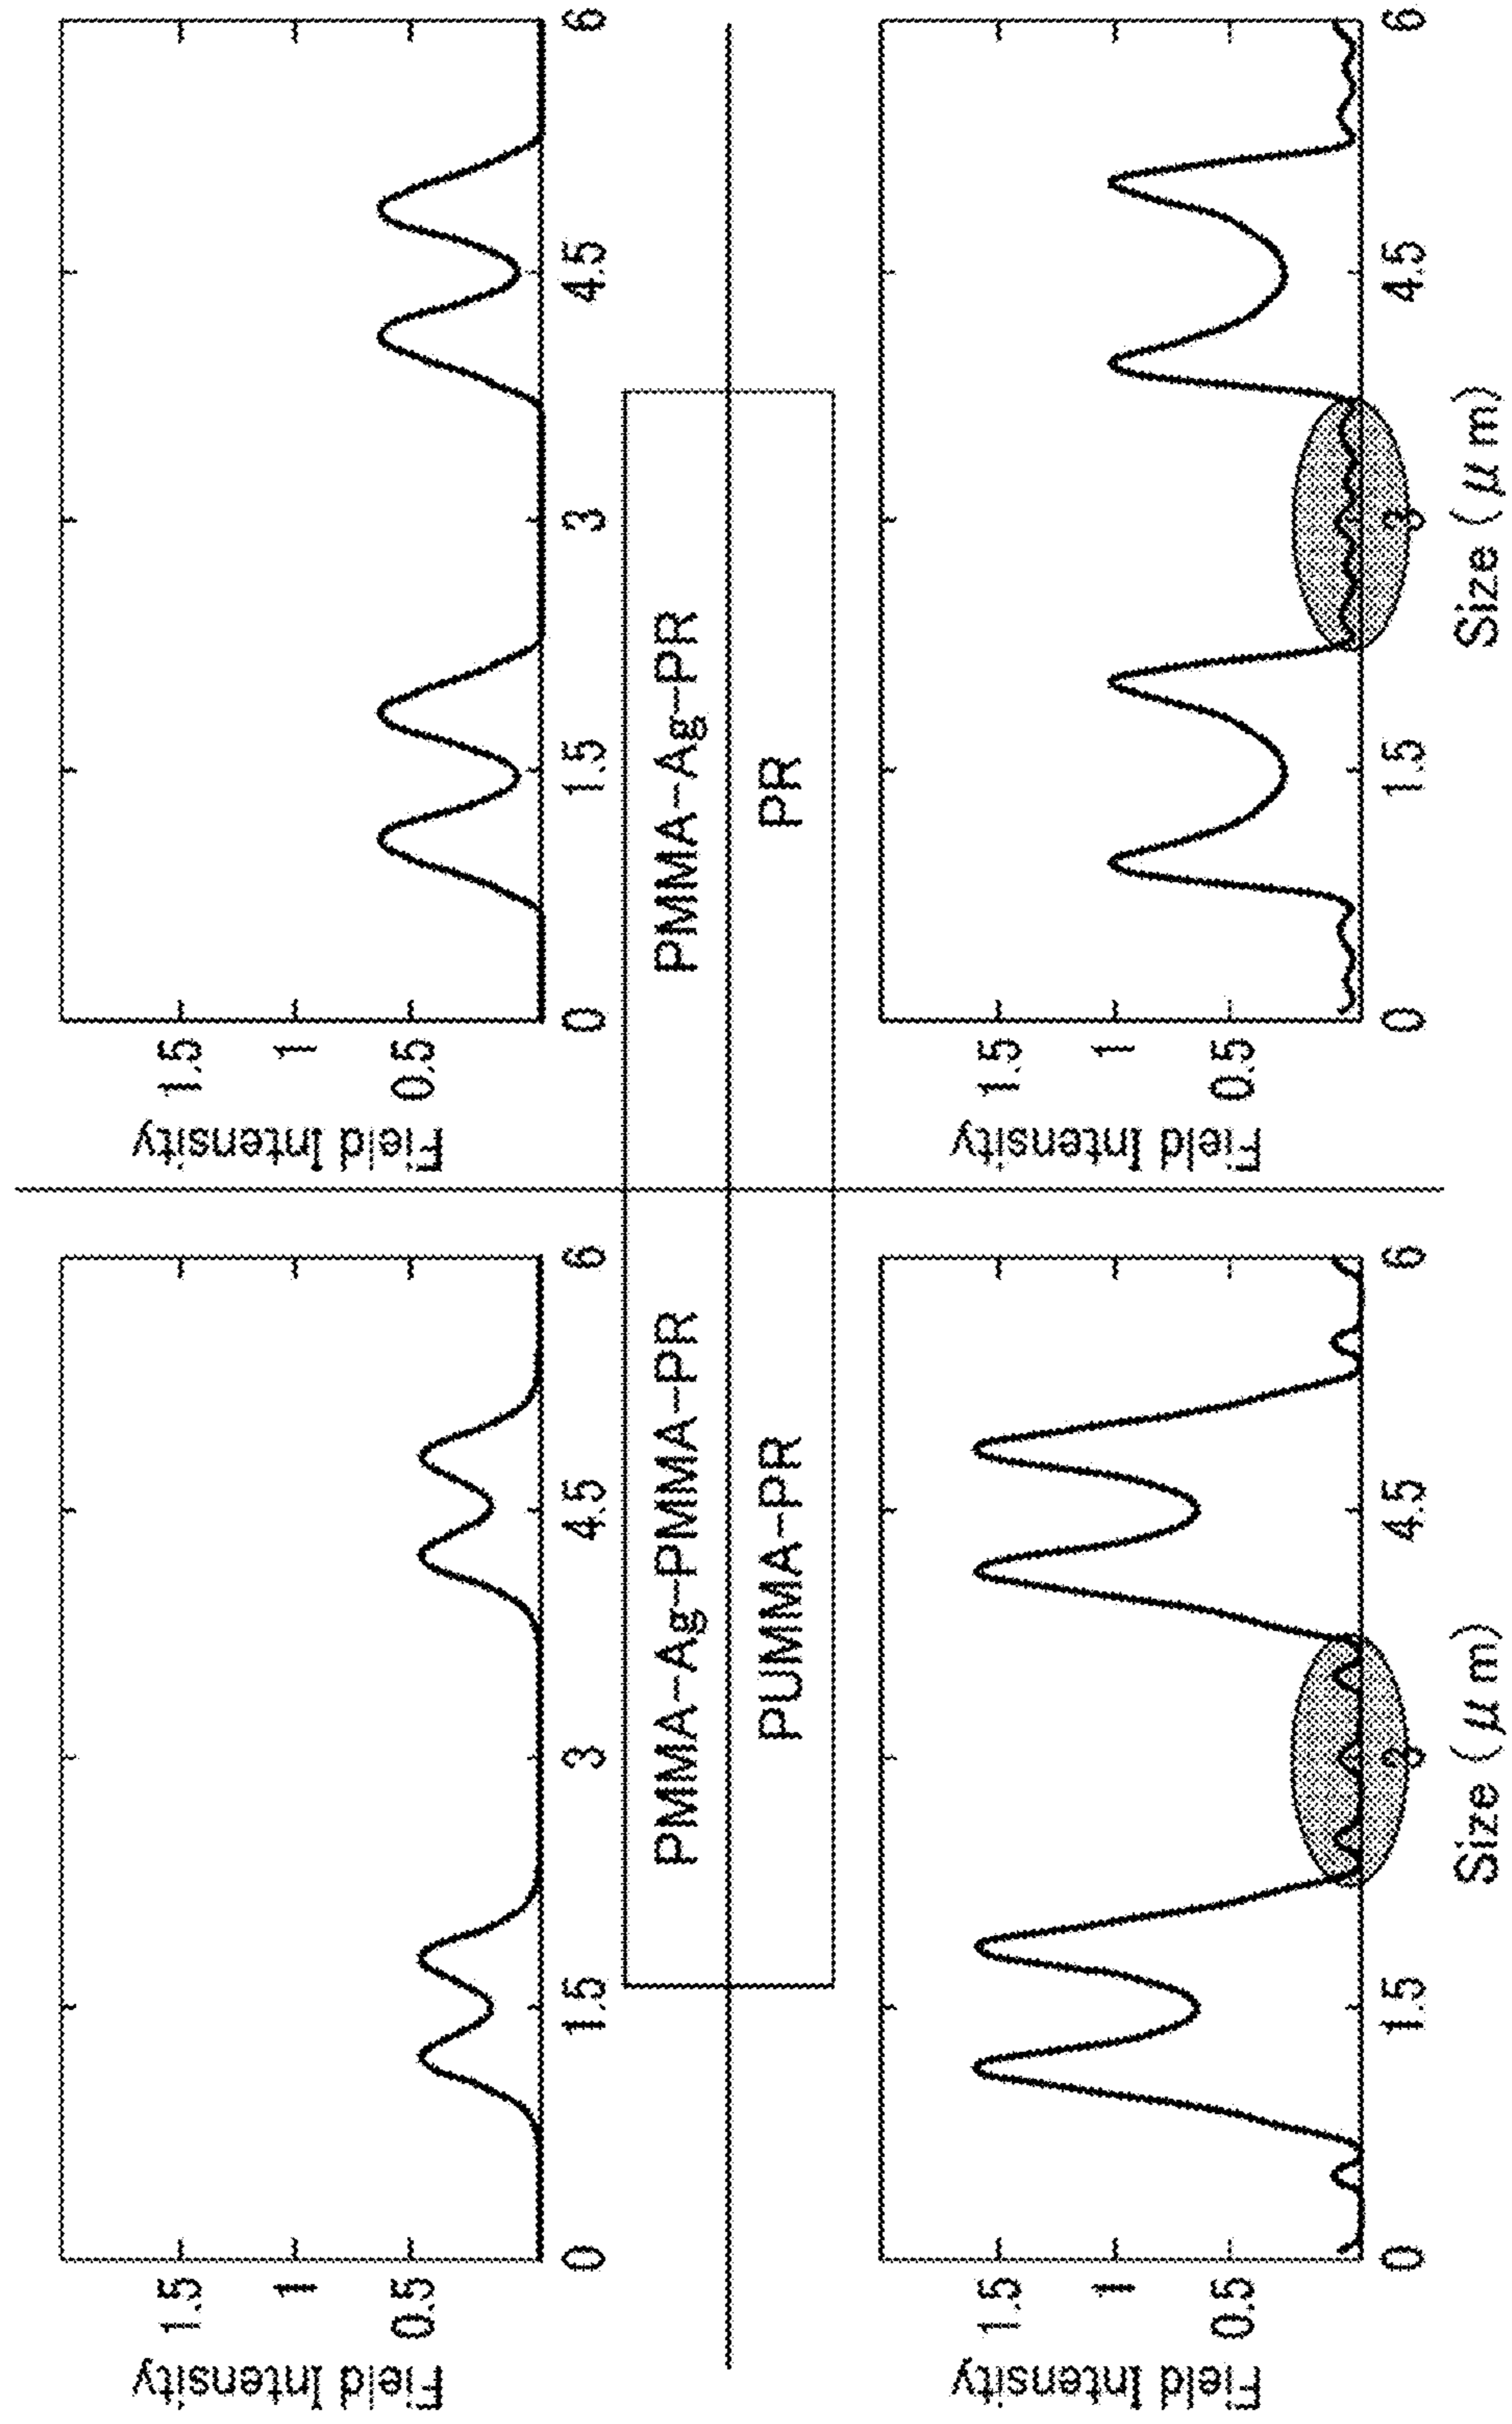 Field Intensity
1.5
1
0.5
0 1.5 3 4.5 6
Field Intensity
1.5
1
0.5
0 1.5 3 4.5 6
PMMA-Ag-PMMA-PR
PMMA-Ag-PR
PUMMA-PR
PR
Field Intensity
1.5
1
0.5
0 1.5 3 4.5 6
Size (μm)
Field Intensity
1.5
1
0.5
0 1.5 3 4.5 6
Size (μm)